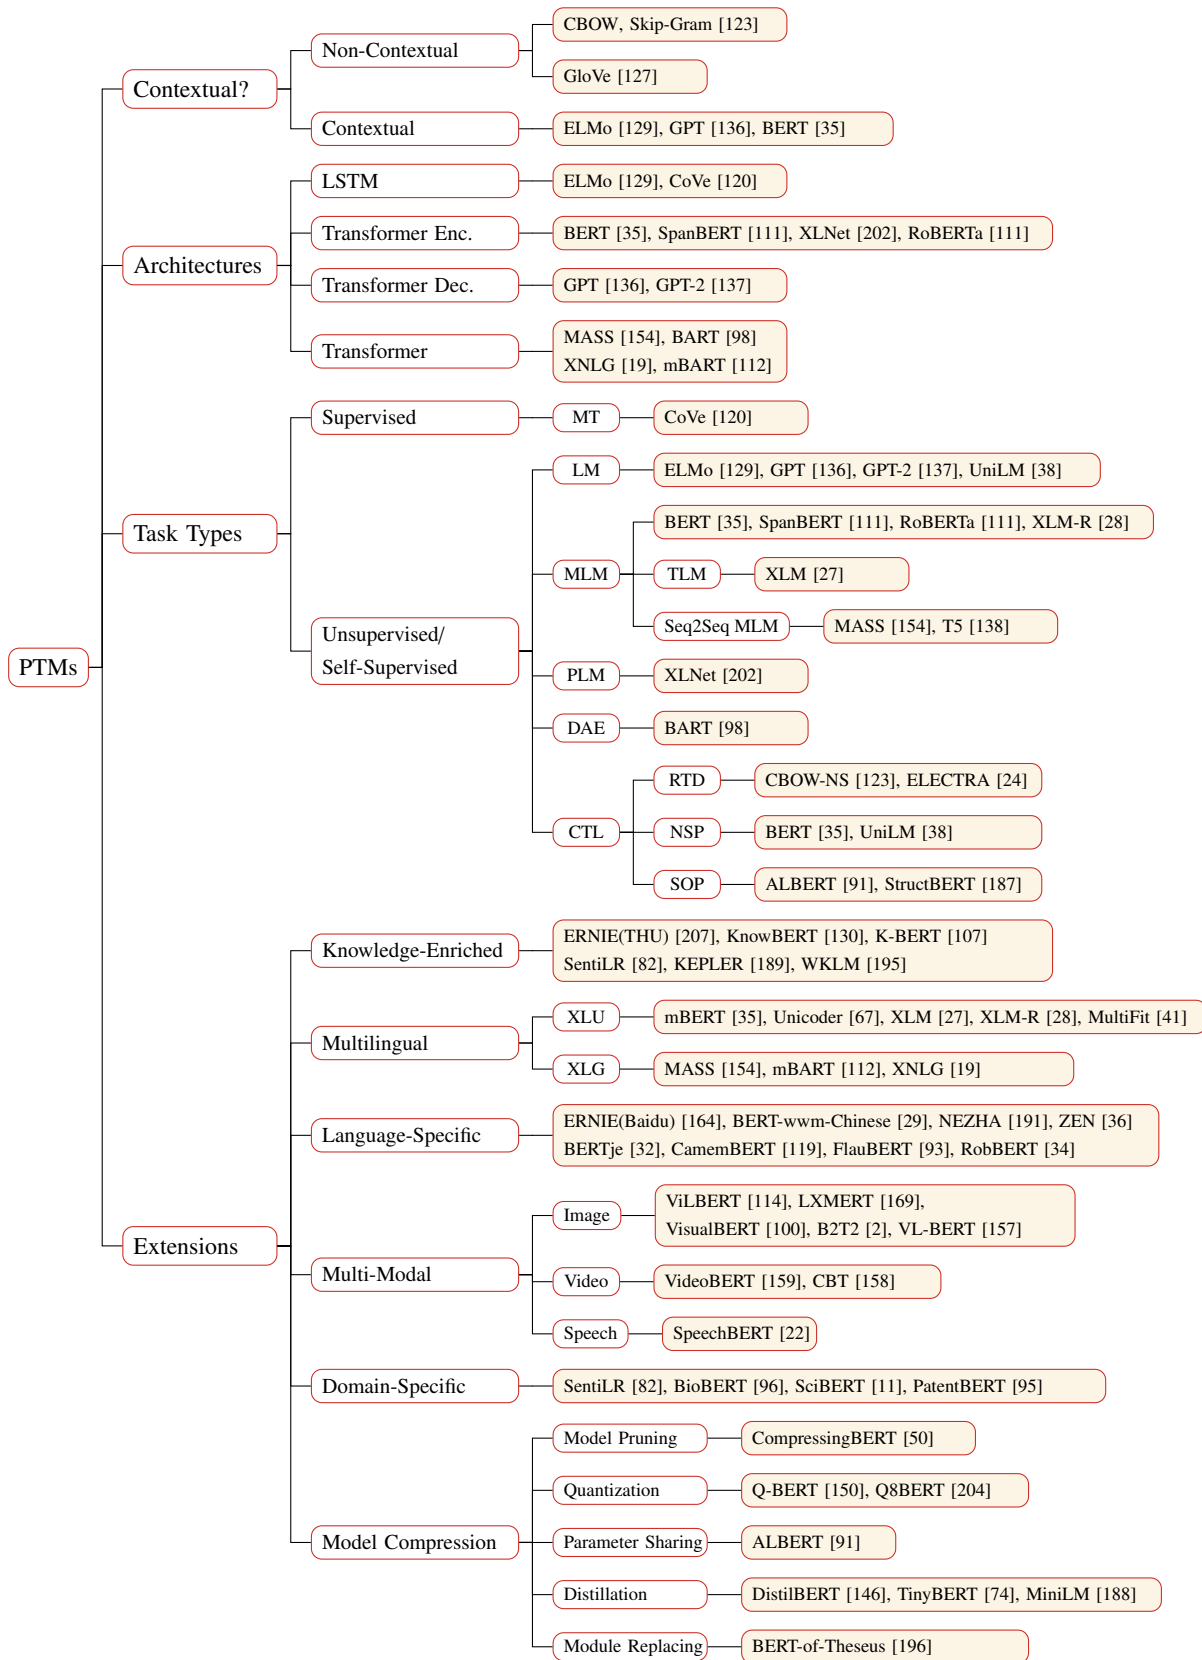 CBOW, Skip-Gram [123]
Non-Contextual
GloVe [127]
Contextual?
Contextual
ELMo [129], GPT [136], BERT [35]
LSTM
ELMo [129], CoVe [120]
Transformer Enc.
BERT [35], SpanBERT [111], XLNet [202], RoBERTa [111]
Architectures
Transformer Dec.
GPT [136], GPT-2 [137]
Transformer
MASS [154], BART [98]
XNLG [19], mBART [112]
Supervised
MT
CoVe [120]
LM
ELMo [129], GPT [136], GPT-2 [137], UniLM [38]
BERT [35], SpanBERT [111], RoBERTa [111], XLM-R [28]
Task Types
MLM
TLM
XLM [27]
Seq2Seq MLM
MASS [154], T5 [138]
Unsupervised/
Self-Supervised
PTMs
PLM
XLNet [202]
DAE
BART [98]
RTD
CBOW-NS [123], ELECTRA [24]
CTL
NSP
BERT [35], UniLM [38]
SOP
ALBERT [91], StructBERT [187]
Knowledge-Enriched
ERNIE(THU) [207], KnowBERT [130], K-BERT [107]
SentiLR [82], KEPLER [189], WKLM [195]
XLU
mBERT [35], Unicoder [67], XLM [27], XLM-R [28], MultiFit [41]
Multilingual
XLG
MASS [154], mBART [112], XNLG [19]
Language-Specific
ERNIE(Baidu) [164], BERT-wwm-Chinese [29], NEZHA [191], ZEN [36]
BERTje [32], CamemBERT [119], FlauBERT [93], RobBERT [34]
Image
ViLBERT [114], LXMERT [169],
VisualBERT [100], B2T2 [2], VL-BERT [157]
Extensions
Multi-Modal
Video
VideoBERT [159], CBT [158]
Speech
SpeechBERT [22]
Domain-Specific
SentiLR [82], BioBERT [96], SciBERT [11], PatentBERT [95]
Model Pruning
CompressingBERT [50]
Quantization
Q-BERT [150], Q8BERT [204]
Model Compression
Parameter Sharing
ALBERT [91]
Distillation
DistilBERT [146], TinyBERT [74], MiniLM [188]
Module Replacing
BERT-of-Theseus [196]